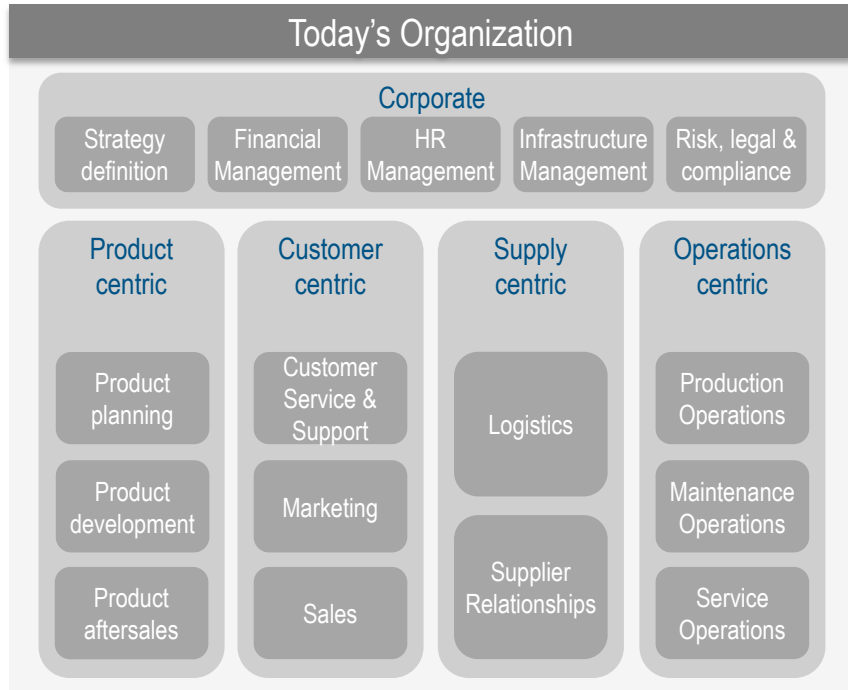 Today’s Organization
Corporate
Strategy
definition
Financial
Management
HR
Management
Infrastructure
Management
Risk, legal &
compliance
Product
centric
Product
planning
Product
development
Product
aftersales
Customer
centric
Customer
Service &
Support
Marketing
Sales
Supply
centric
Logistics
Supplier
Relationships
Operations
centric
Production
Operations
Maintenance
Operations
Service
Operations